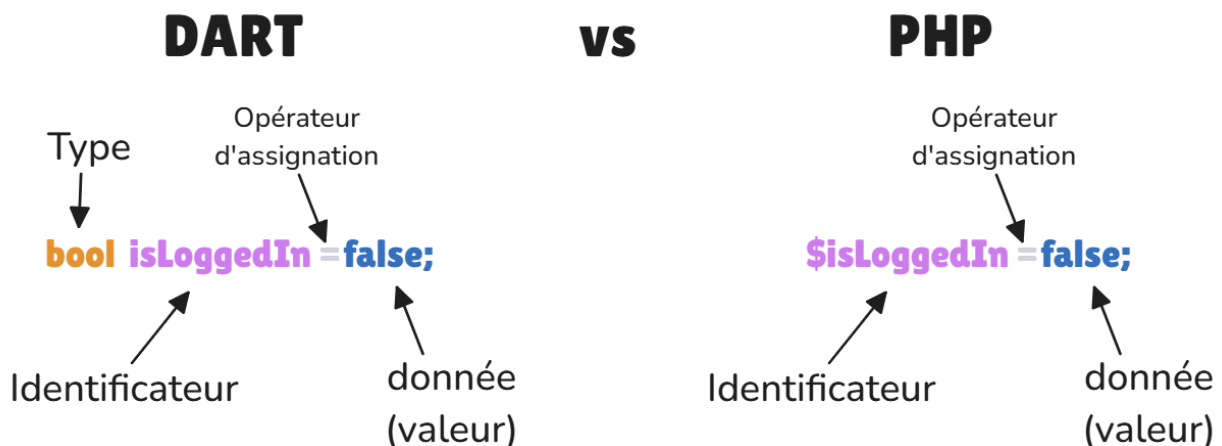 DART vs PHP
Opérateur
d'assignation
Type
bool isLoggedIn =false;
Identificateur
donnée
(valeur)
Opérateur
d'assignation
$isLoggedIn =false;
Identificateur
donnée
(valeur)